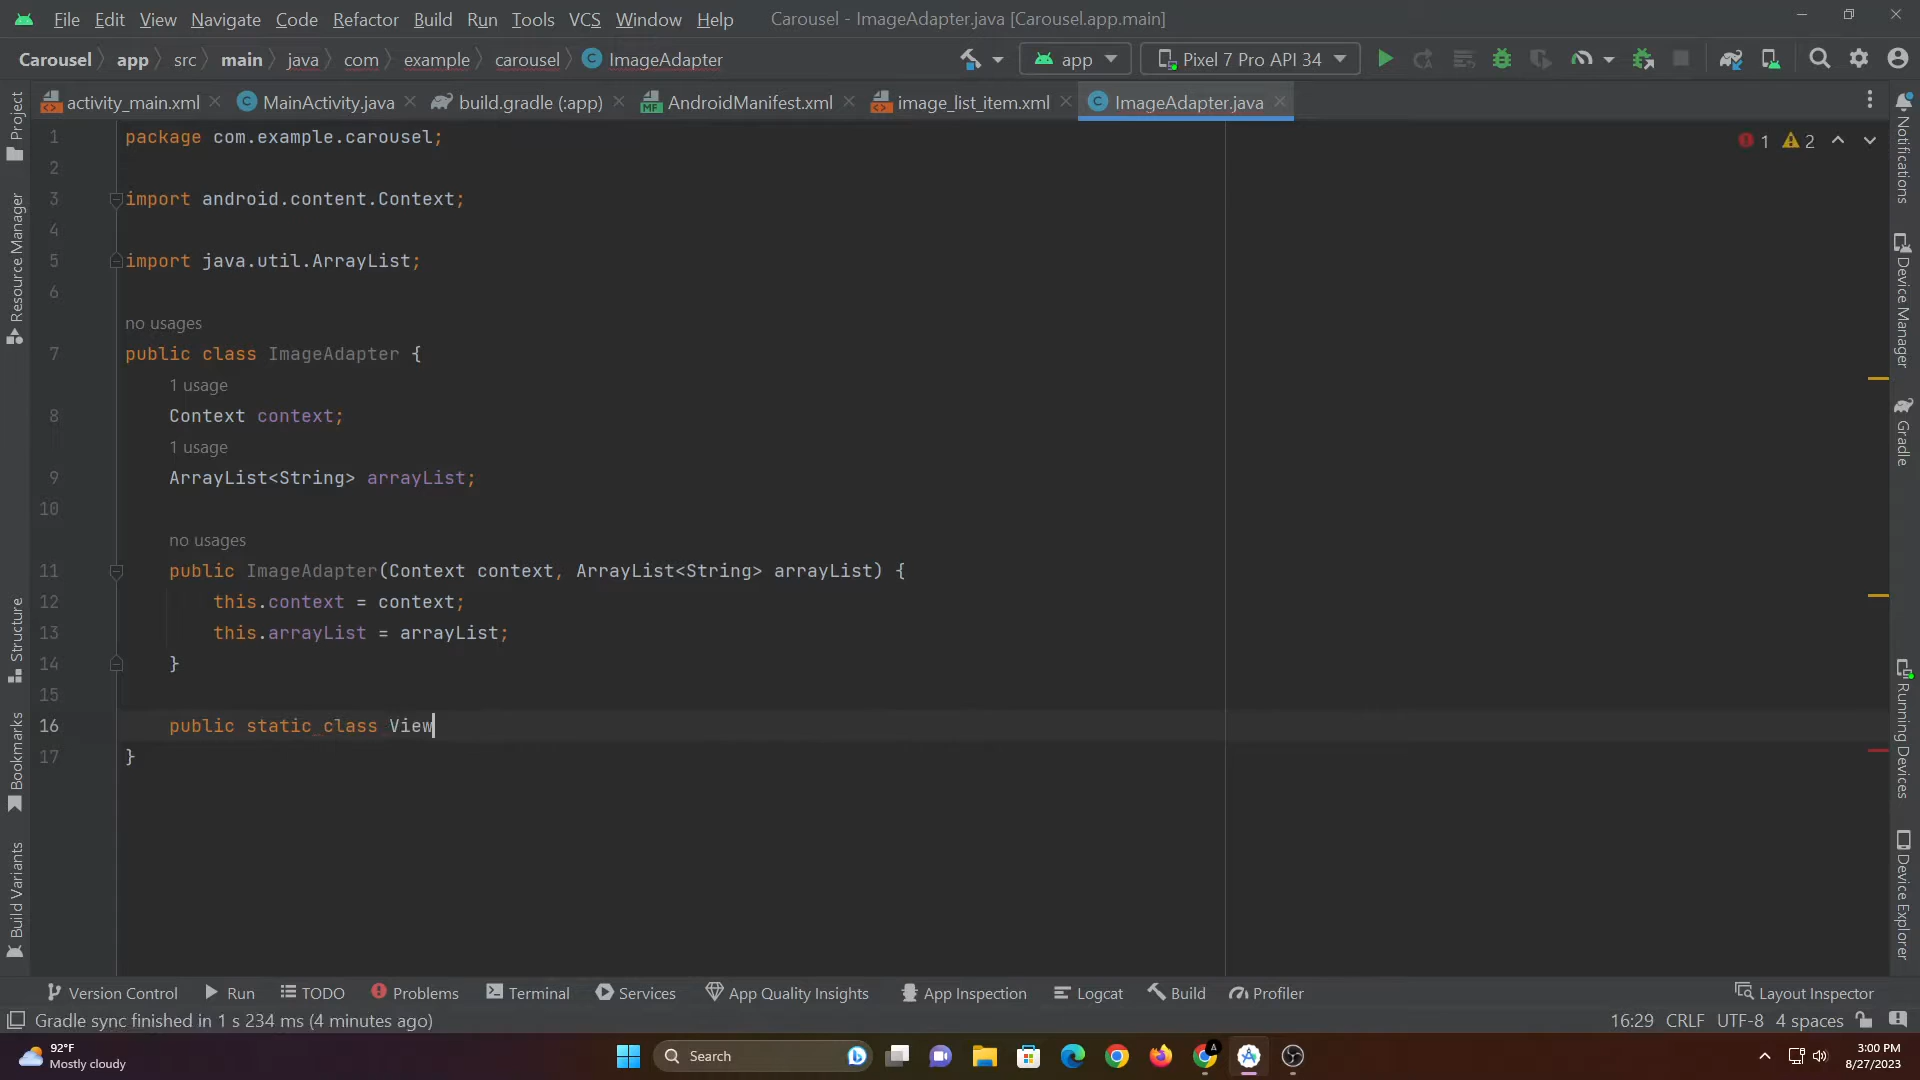 File Edit View Navigate Code Refactor Build Run Tools VCS Window Help Carousel - ImageAdapter.java [Carousel.app.main]
Carousel app src main java com example carousel ImageAdapter app Pixel 7 Pro API 34
activity_main.xml MainActivity.java build.gradle (:app) AndroidManifest.xml image_list_item.xml ImageAdapter.java
1 package com.example.carousel; 1 2
2
3 import android.content.Context;
4
5 import java.util.ArrayList;
6
no usages
7 public class ImageAdapter {
1 usage
8 Context context;
1 usage
9 ArrayList<String> arrayList;
10
no usages
11 public ImageAdapter(Context context, ArrayList<String> arrayList) {
12 this.context = context;
13 this.arrayList = arrayList;
14 }
15
16 public static class View
17 }
Project
Resource Manager
Structure
Bookmarks
Build Variants
Notifications
Device Manager
Gradle
Running Devices
Device Explorer
Version Control Run TODO Problems Terminal Services App Quality Insights App Inspection Logcat Build Profiler Layout Inspector
Gradle sync finished in 1 s 234 ms (4 minutes ago) 16:29 CRLF UTF-8 4 spaces
92°F
Mostly cloudy
Search
3:00 PM
8/27/2023